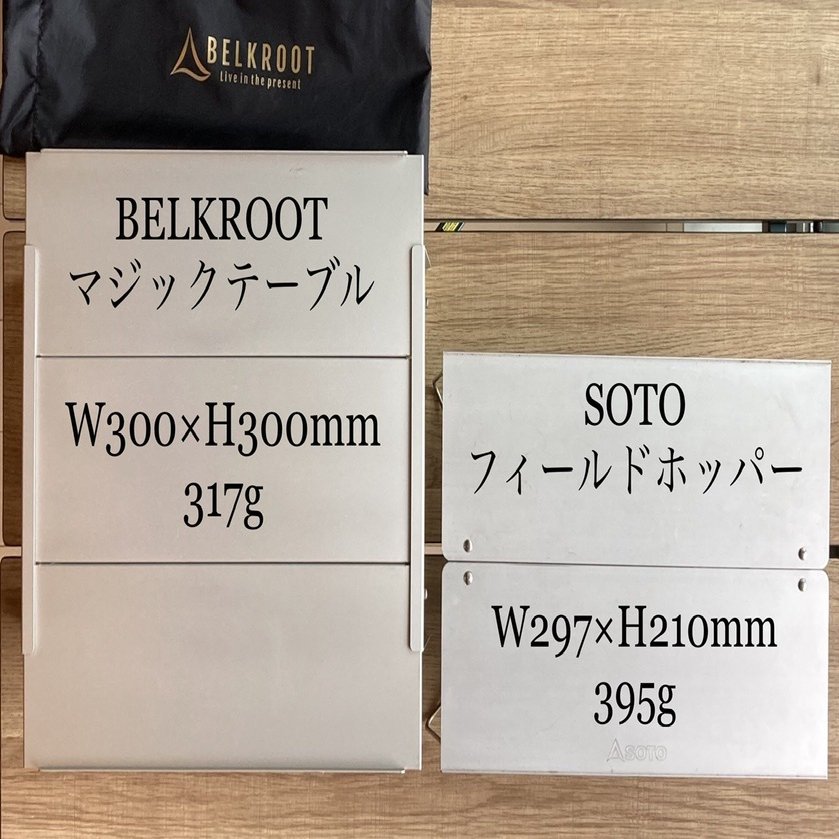 BELKROOT
Live in the present
BELKROOT
マジックテーブル
W300×H300mm
317g
SOTO
フィールドホッパー
W297×H210mm
395g
SOTO